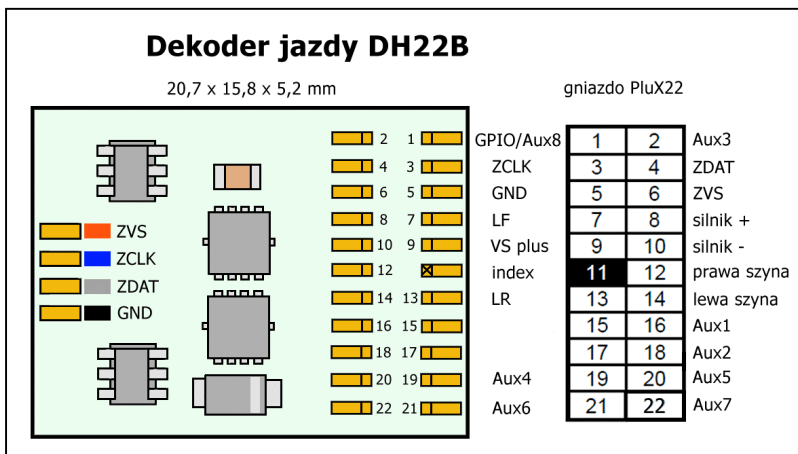 Dekoder jazdy DH22B
20,7 x 15,8 x 5,2 mm
gniazdo PluX22
2 1 GPIO/Aux8 1 2 Aux3
4 3 ZCLK 3 4 ZDAT
6 5 GND 5 6 ZVS
8 7 LF 7 8 silnik +
ZVS 10 9 VS plus 9 10 silnik -
ZCLK 12 index 11 12 prawa szyna
ZDAT 14 13 LR 13 14 lewa szyna
GND 16 15 15 16 Aux1
18 17 17 18 Aux2
20 19 Aux4 19 20 Aux5
22 21 Aux6 21 22 Aux7